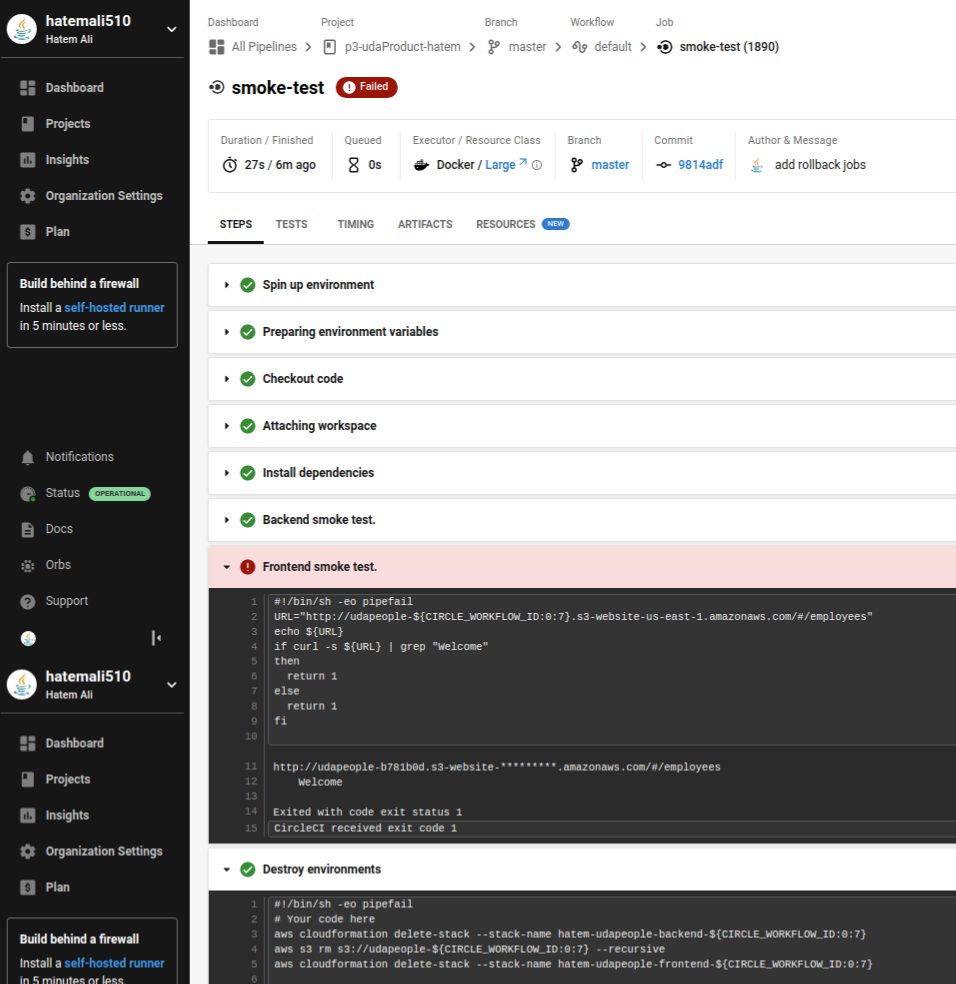 hatemali510
Hatem Ali
Dashboard
Projects
Insights
Organization Settings
Plan
Build behind a firewall
Install a self-hosted runner
in 5 minutes or less.
Notifications
Status OPERATIONAL
Docs
Orbs
Support
hatemali510
Hatem Ali
Dashboard
Projects
Insights
Organization Settings
Plan
Build behind a firewall
Install a self-hosted runner
in 5 minutes or less.
Dashboard Project Branch Workflow Job
All Pipelines p3-udaProduct-hatem master default smoke-test (1890)
smoke-test Failed
Duration / Finished Queued Executor / Resource Class Branch Commit Author & Message
27s / 6m ago 0s Docker / Large master 9814adf add rollback jobs
STEPS TESTS TIMING ARTIFACTS RESOURCES NEW
Spin up environment
Preparing environment variables
Checkout code
Attaching workspace
Install dependencies
Backend smoke test.
Frontend smoke test.
1 #!/bin/sh -eo pipefail
2 URL="http://udapeople-${CIRCLE_WORKFLOW_ID:0:7}.s3-website-us-east-1.amazonaws.com/#/employees"
3 echo ${URL}
4 if curl -s ${URL} | grep "Welcome"
5 then
6 return 1
7 else
8 return 1
9 fi
10
11 http://udapeople-b781b0d.s3-website-*********.amazonaws.com/#/employees
12 Welcome
13
14 Exited with code exit status 1
15 CircleCI received exit code 1
Destroy environments
1 #!/bin/sh -eo pipefail
2 # Your code here
3 aws cloudformation delete-stack --stack-name hatem-udapeople-backend-${CIRCLE_WORKFLOW_ID:0:7}
4 aws s3 rm s3://udapeople-${CIRCLE_WORKFLOW_ID:0:7} --recursive
5 aws cloudformation delete-stack --stack-name hatem-udapeople-frontend-${CIRCLE_WORKFLOW_ID:0:7}
6